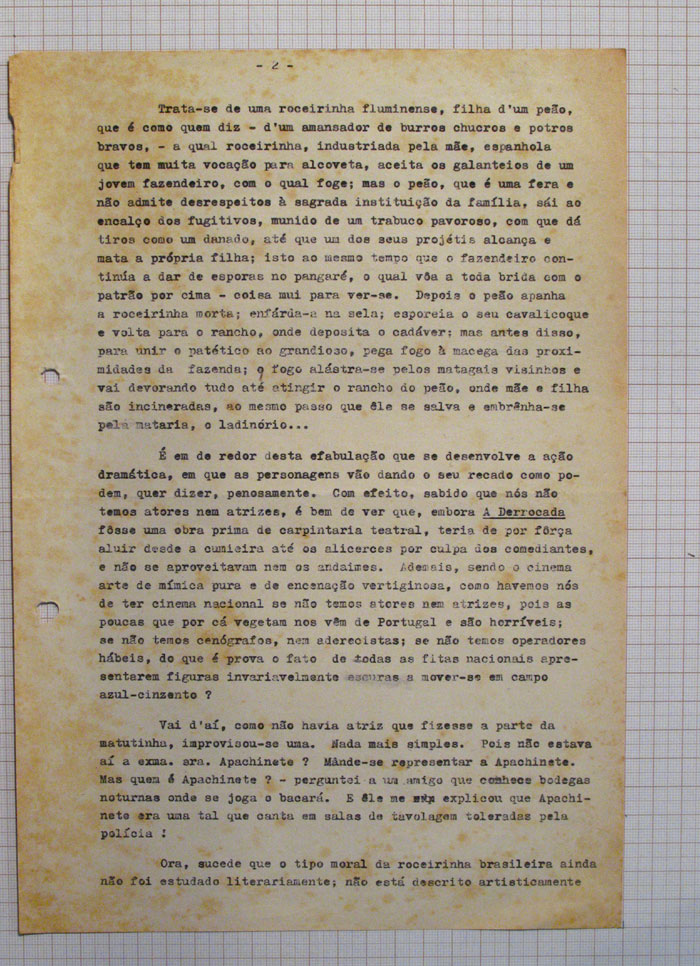 - 2 -
Trata-se de uma roceirinha fluminense, filha d'um peão,
que é como quem diz - d'um amansador de burros chucros e potros
bravos, - a qual roceirinha, industriada pela mãe, espanhola
que tem muita vocação para alcoveta, aceita os galanteios de um
jovem fazendeiro, com o qual foge; mas o peão, que é uma fera e
não admite desrespeitos à sagrada instituição da família, sái ao
encalço dos fugitivos, munido de um trabuco pavoroso, com que dá
tiros como um danado, até que um dos seus projétis alcança e
mata a própria filha; isto ao mesmo tempo que o fazendeiro con-
tinúa a dar de esporas no pangaré, o qual vôa a toda brida com o
patrão por cima - coisa mui para ver-se. Depois o peão apanha
a roceirinha morta; enfárda-a na sela; esporeia o seu cavalicoque
e volta para o rancho, onde deposita o cadáver; mas antes disso,
para unir o patético ao grandioso, pega fogo à macega das proxi-
midades da fazenda; o fogo alástra-se pelos matagais visinhos e
vai devorando tudo até atingir o rancho do peão, onde mãe e filha
são incineradas, ao mesmo passo que êle se salva e embrênha-se
pela mataria, o ladinório...
É em de redor desta efabulação que se desenvolve a ação
dramática, em que as personagens vão dando o seu recado como po-
dem, quer dizer, penosamente. Com efeito, sabido que nós não
temos atores nem atrizes, é bem de ver que, embora A Derrocada
fôsse uma obra prima de carpintaria teatral, teria de por fôrça
aluir desde a cumieira até os alicerces por culpa dos comediantes,
e não se aproveitavam nem os andaimes. Ademais, sendo o cinema
arte de mímica pura e de encenação vertiginosa, como havemos nós
de ter cinema nacional se não temos atores nem atrizes, pois as
poucas que por cá vegetam nos vêm de Portugal e são horríveis;
se não temos cenógrafos, nem aderecistas; se não temos operadores
hábeis, do que é prova o fato de todas as fitas nacionais apre-
sentarem figuras invariavelmente escuras a mover-se em campo
azul-cinzento ?
Vai d'aí, como não havia atriz que fizesse a parte da
matutinha, improvisou-se uma. Nada mais simples. Pois não estava
aí a exma. sra. Apachinete ? Mânde-se representar a Apachinete.
Mas quem é Apachinete ? - perguntei a um amigo que conhece bodegas
noturnas onde se joga o bacará. E êle me explicou que Apachi-
nete era uma tal que canta em salas de tavolagem toleradas pela
polícia !
Ora, sucede que o tipo moral da roceirinha brasileira ainda
não foi estudado literariamente; não está descrito artisticamente